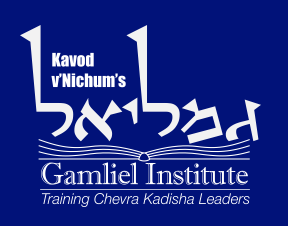 Kavod
v'Nichum's
גמליאל
Gamliel Institute
Training Chevra Kadisha Leaders